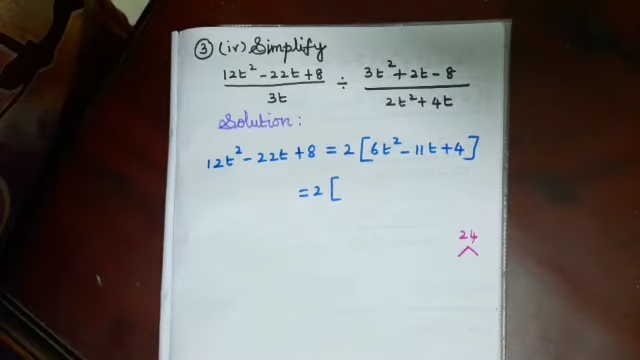 ③ (iv) Simplify
12t² - 22t + 8 / 3t ÷ 3t² + 2t - 8 / 2t² + 4t
Solution:
12t² - 22t + 8 = 2 [6t² - 11t + 4]
= 2 [
24